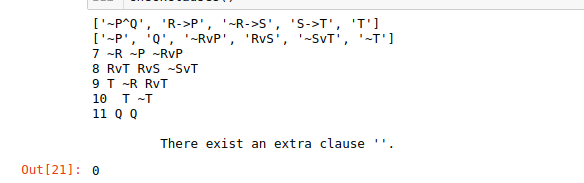 ['~P^Q', 'R->P', '~R->S', 'S->T', 'T']
['~P', 'Q', '~RvP', 'RvS', '~SvT', '~T']
7 ~R ~P ~RvP
8 RvT RvS ~SvT
9 T ~R RvT
10  T ~T
11 Q Q
There exist an extra clause ''.
Out[21]: 0